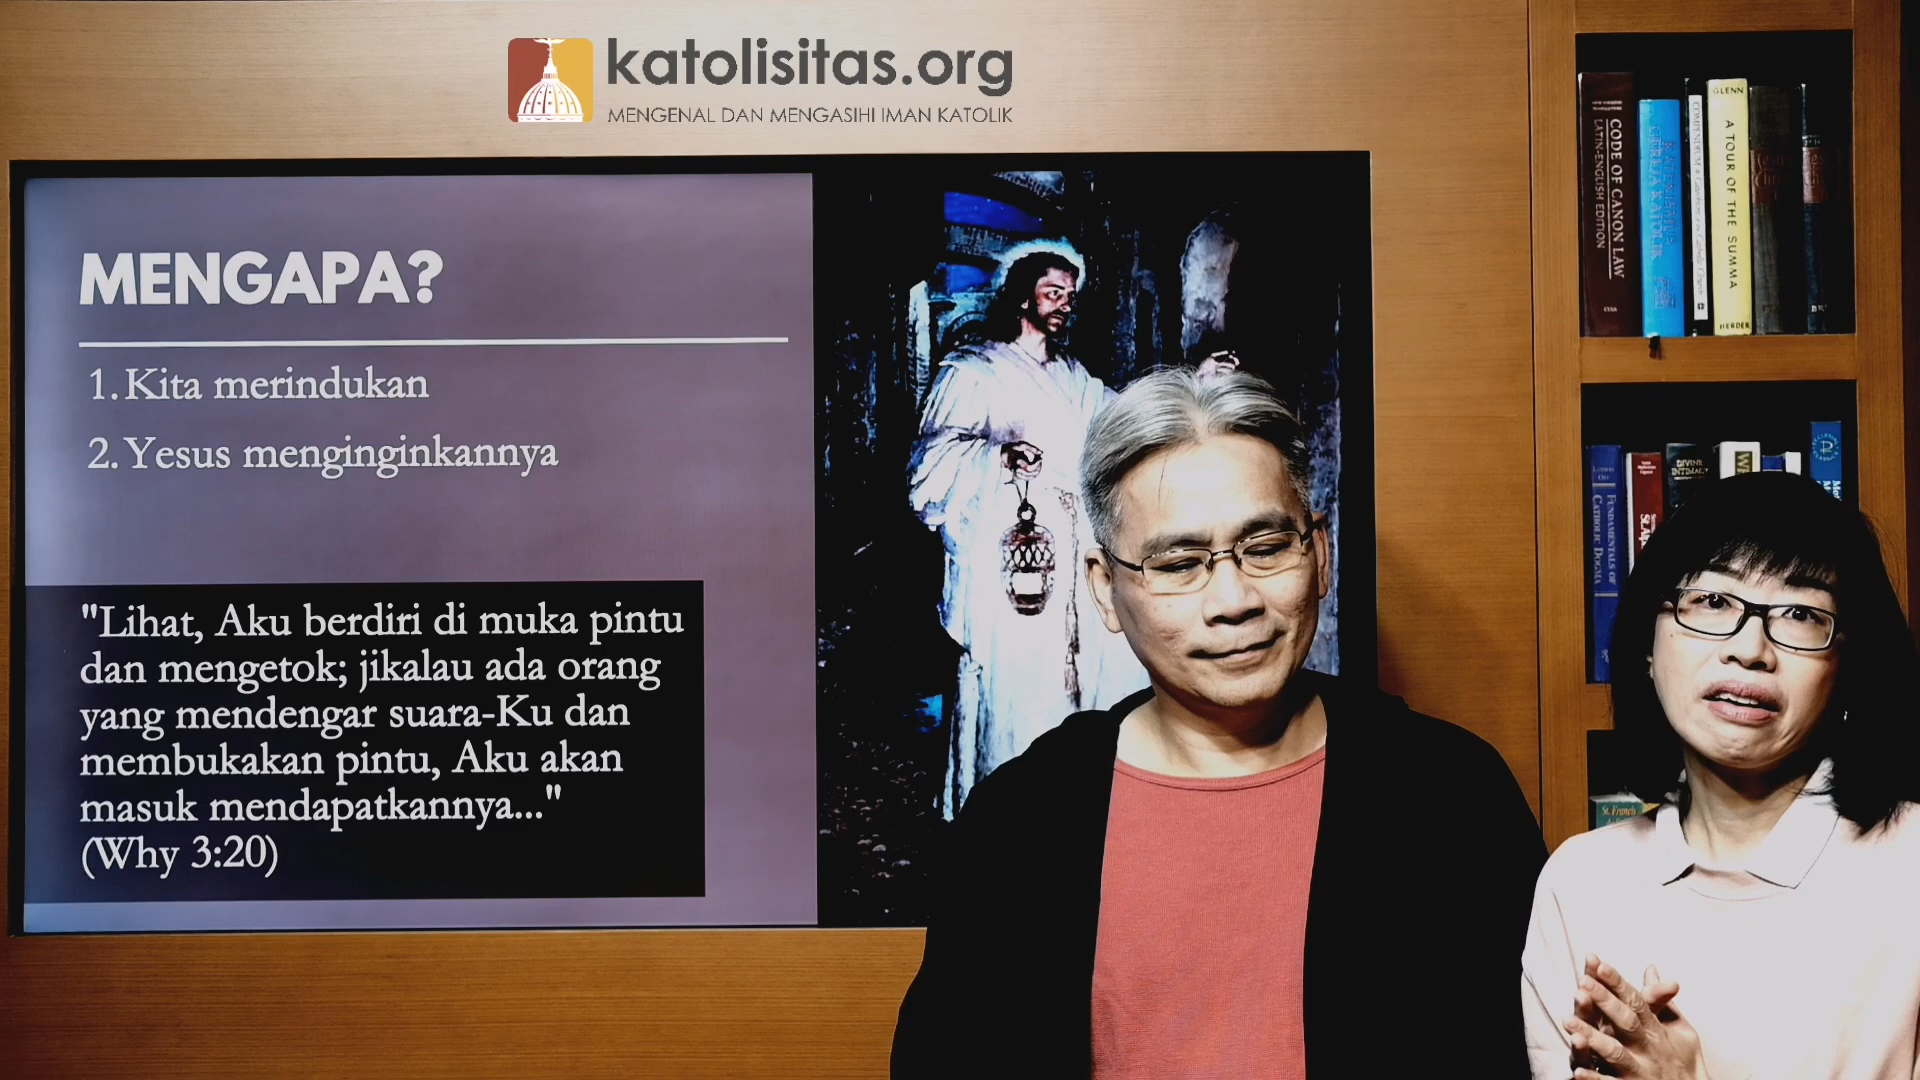 katolisitas.org
MENGENAL DAN MENGASIHI IMAN KATOLIK
MENGAPA?
1. Kita merindukan
2. Yesus menginginkannya
"Lihat, Aku berdiri di muka pintu
dan mengetok; jikalau ada orang
yang mendengar suara-Ku dan
membukakan pintu, Aku akan
masuk mendapatkannya..."
(Why 3:20)
CODE OF CANON LAW
LATIN-ENGLISH EDITION
GEREJA KATOLIK
GLENN
A TOUR OF THE SUMMA
HERDER
DIVINE
INTIMACY
FUNDAMENTALS OF
CATHOLIC DOGMA
St. Francis